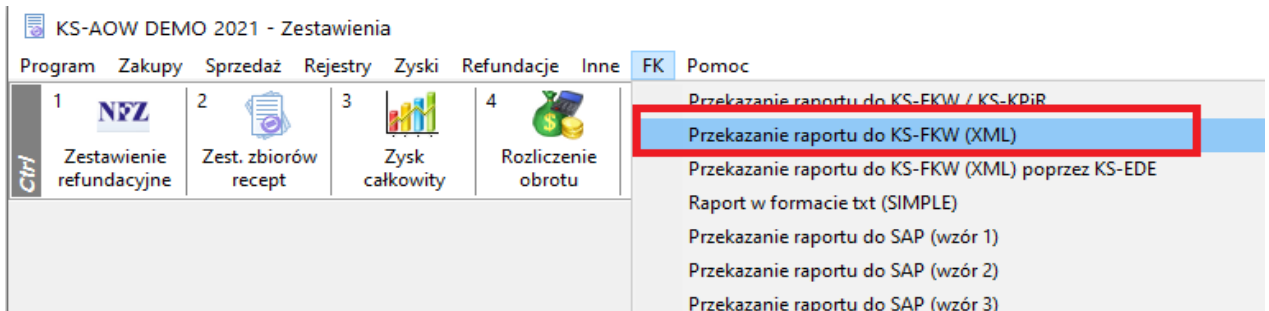 KS-AOW DEMO 2021 - Zestawienia
Program Zakupy Sprzedaż Rejestry Zyski Refundacje Inne FK Pomoc
Ctrl
1 NFZ Zestawienie refundacyjne
2 Zest. zbiorów recept
3 Zysk całkowity
4 Rozliczenie obrotu
Przekazanie raportu do KS-FKW / KS-KPiR
Przekazanie raportu do KS-FKW (XML)
Przekazanie raportu do KS-FKW (XML) poprzez KS-EDE
Raport w formacie txt (SIMPLE)
Przekazanie raportu do SAP (wzór 1)
Przekazanie raportu do SAP (wzór 2)
Przekazanie raportu do SAP (wzór 3)